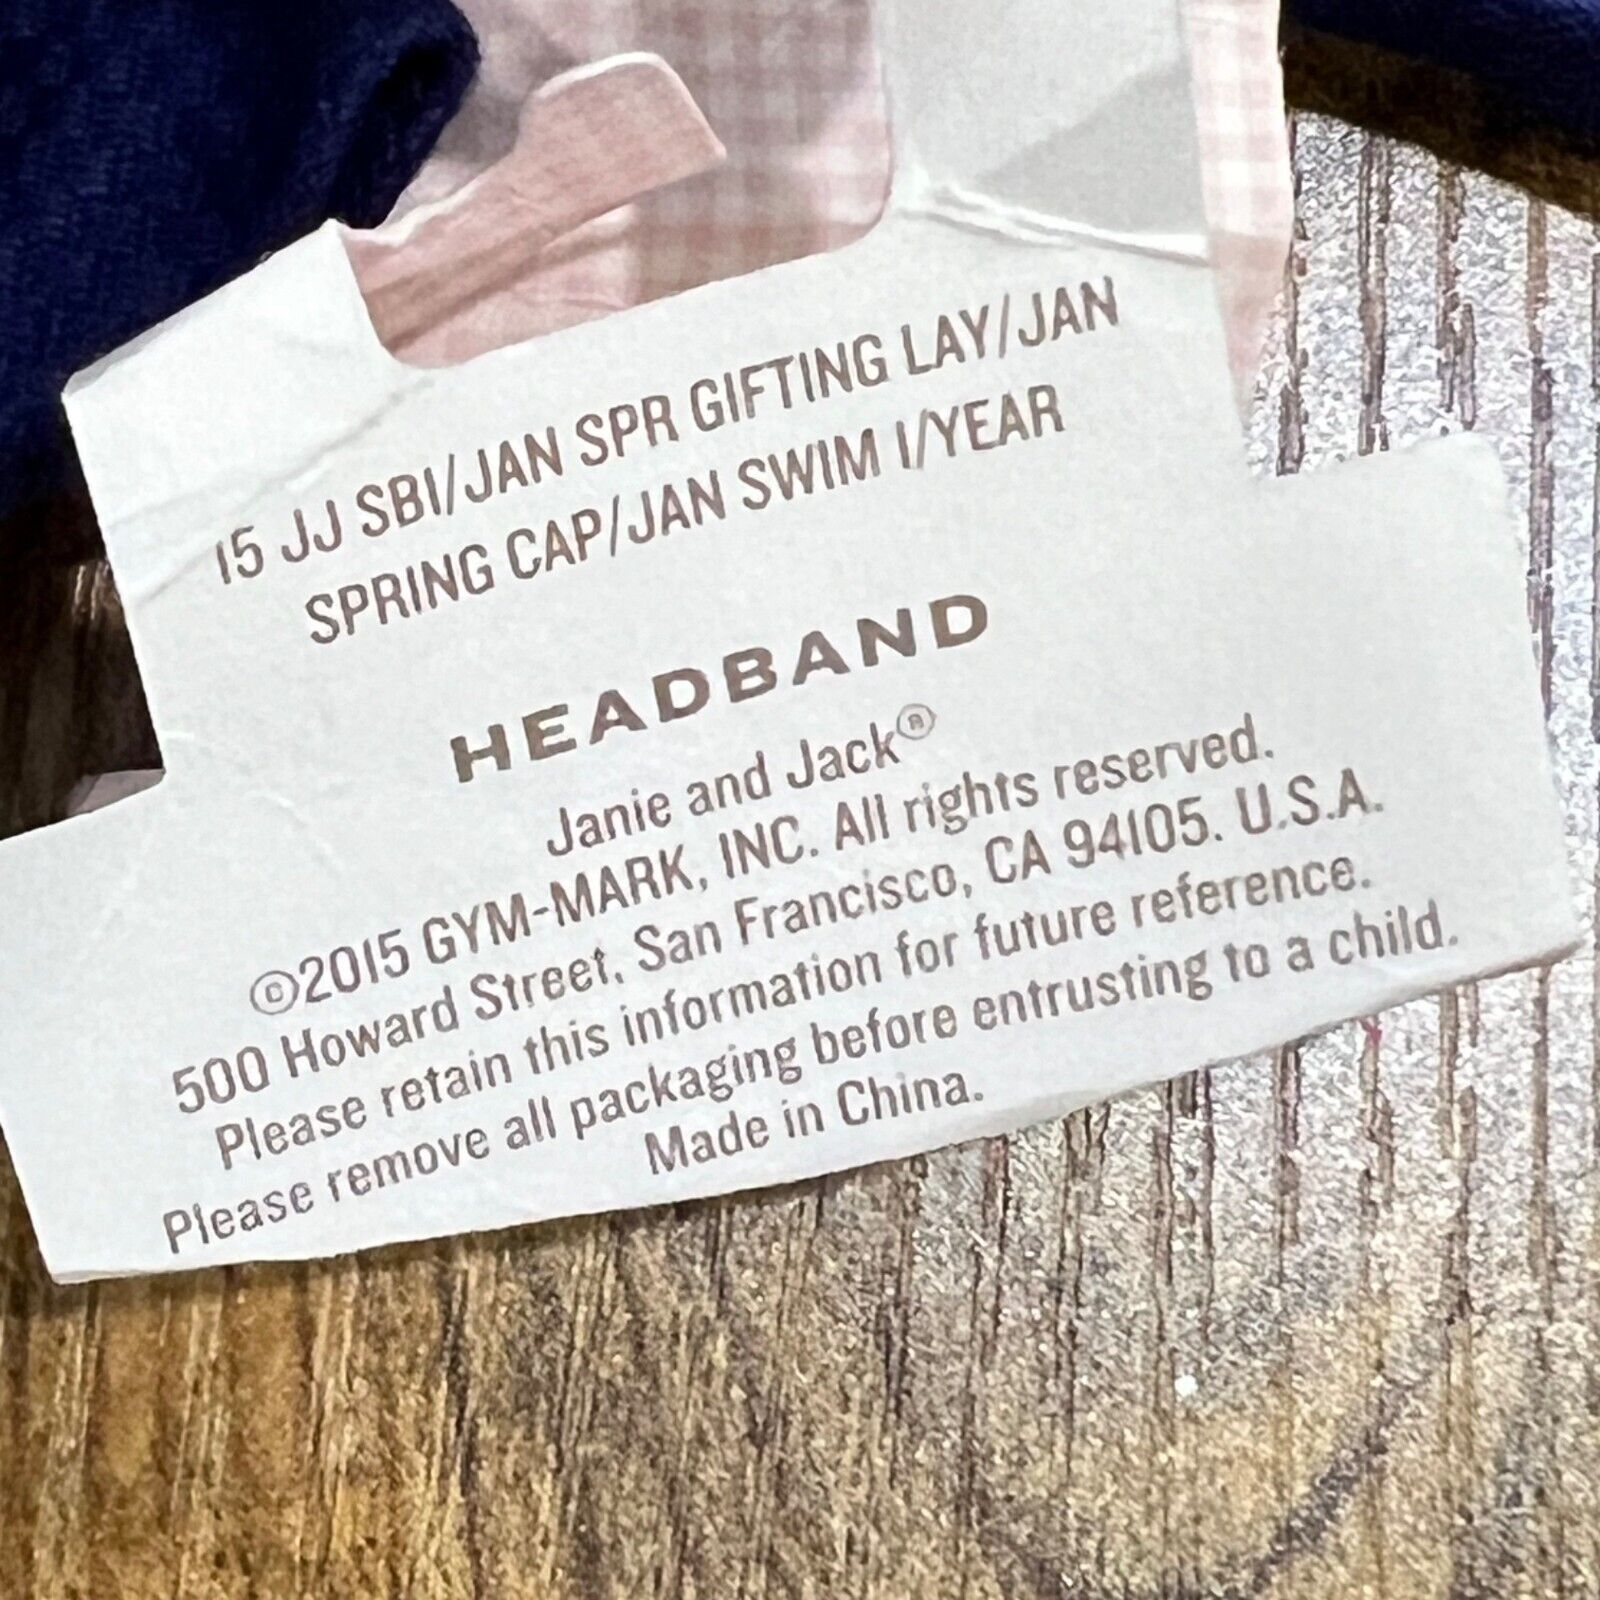 15 JJ SB1/JAN SPR GIFTING LAY/JAN
SPRING CAP/JAN SWIM 1/YEAR
HEADBAND
Janie and Jack®
©2015 GYM-MARK, INC. All rights reserved.
500 Howard Street, San Francisco, CA 94105. U.S.A.
Please retain this information for future reference.
Please remove all packaging before entrusting to a child.
Made in China.